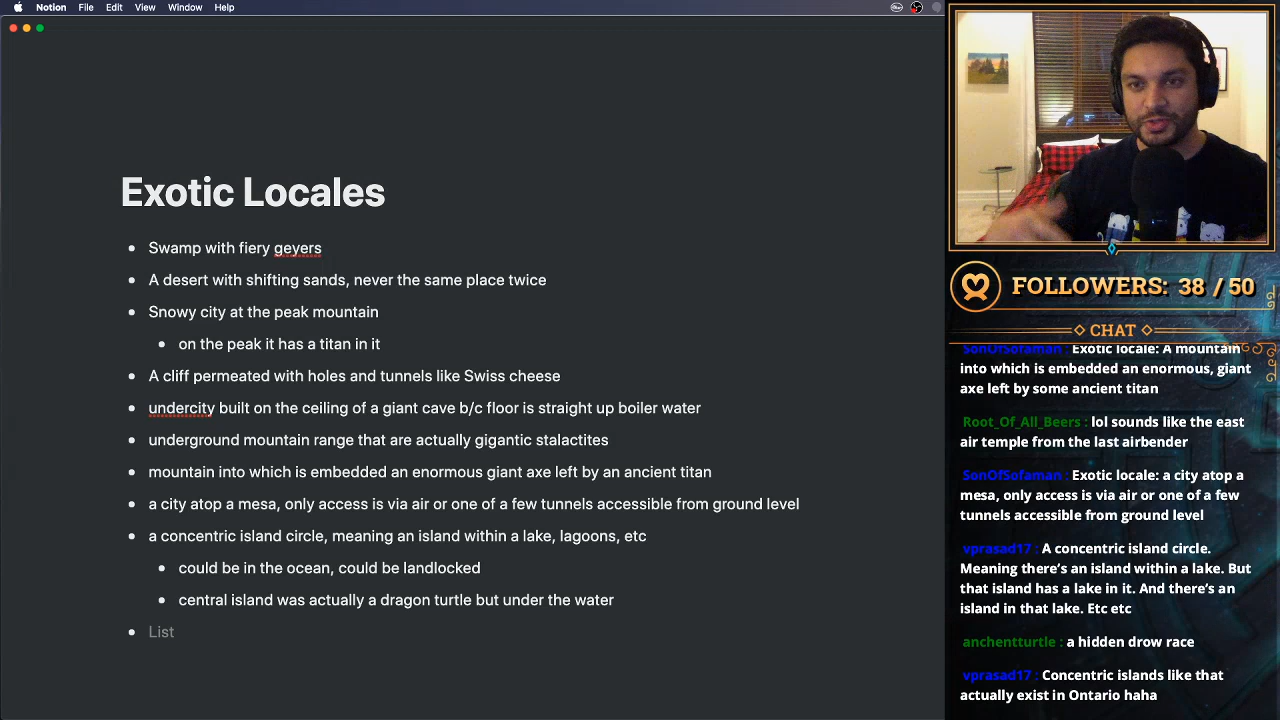 Notion File Edit View Window Help
Exotic Locales
Swamp with fiery geyers
A desert with shifting sands, never the same place twice
Snowy city at the peak mountain
on the peak it has a titan in it
A cliff permeated with holes and tunnels like Swiss cheese
undercity built on the ceiling of a giant cave b/c floor is straight up boiler water
underground mountain range that are actually gigantic stalactites
mountain into which is embedded an enormous giant axe left by an ancient titan
a city atop a mesa, only access is via air or one of a few tunnels accessible from ground level
a concentric island circle, meaning an island within a lake, lagoons, etc
could be in the ocean, could be landlocked
central island was actually a dragon turtle but under the water
List
FOLLOWERS: 38 / 50
CHAT
SonOfSofaman : Exotic locale: A mountain
into which is embedded an enormous, giant
axe left by some ancient titan
Root_Of_All_Beers : lol sounds like the east
air temple from the last airbender
SonOfSofaman : Exotic locale: a city atop a
mesa, only access is via air or one of a few
tunnels accessible from ground level
vprasad17 : A concentric island circle.
Meaning there's an island within a lake. But
that island has a lake in it. And there's an
island in that lake. Etc etc
anchentturtle : a hidden drow race
vprasad17 : Concentric islands like that
actually exist in Ontario haha